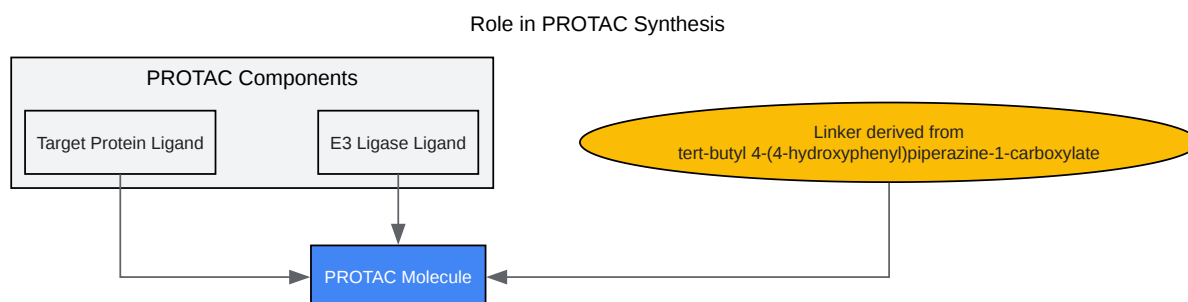 Role in PROTAC Synthesis
PROTAC Components
Target Protein Ligand
E3 Ligase Ligand
Linker derived from
tert-butyl 4-(4-hydroxyphenyl)piperazine-1-carboxylate
PROTAC Molecule